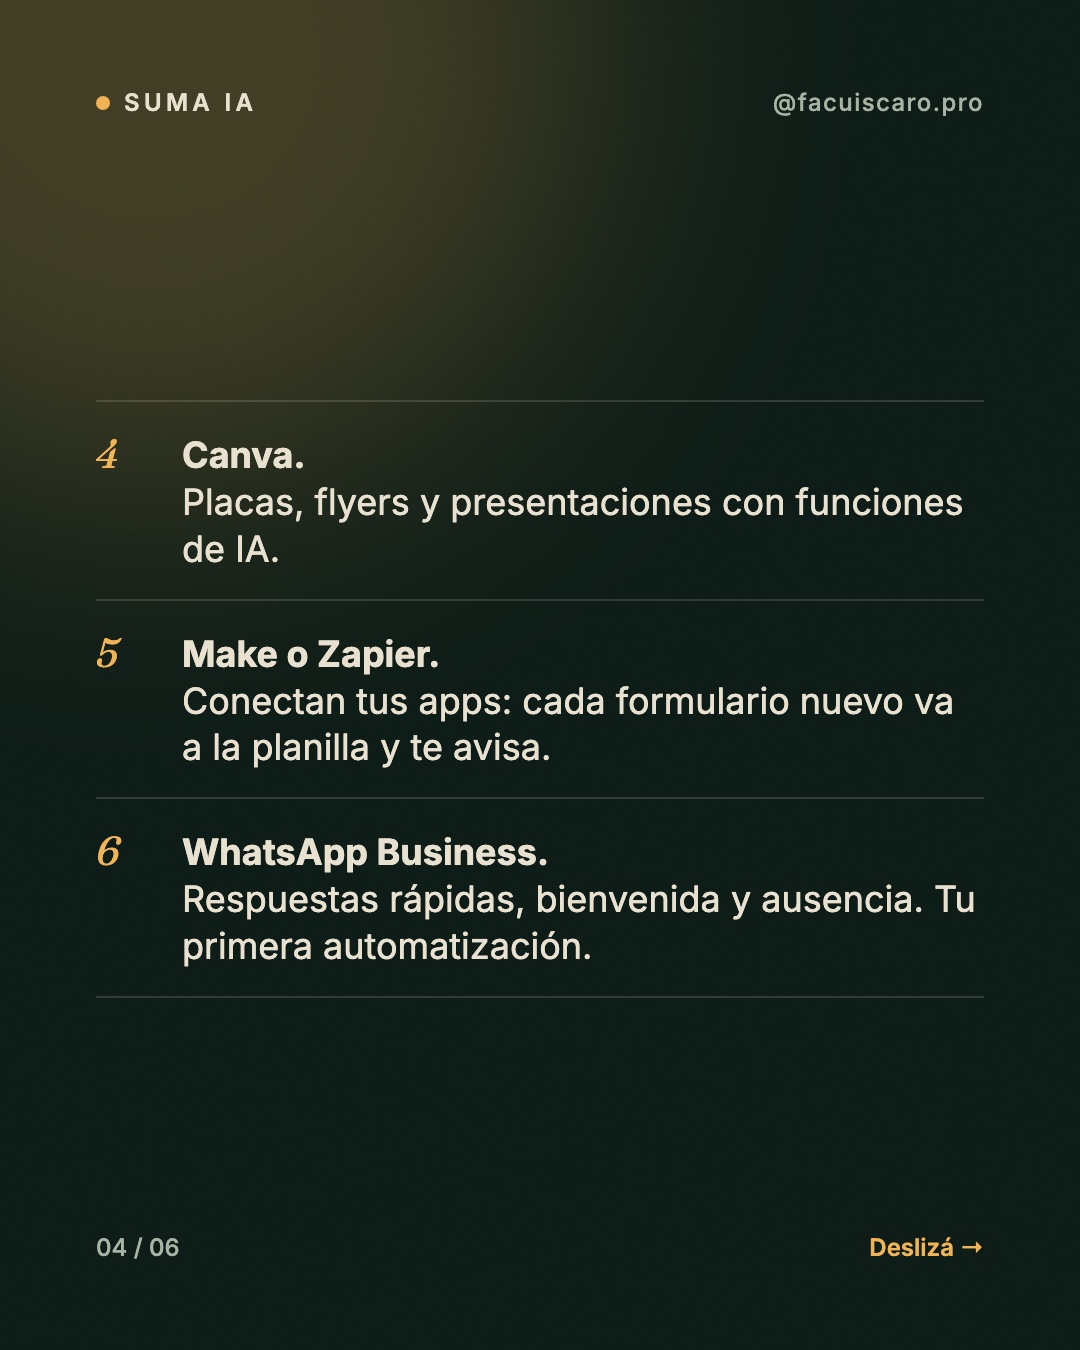 SUMA IA
@facuiscaro.pro
4
Canva.
Placas, flyers y presentaciones con funciones
de IA.
5
Make o Zapier.
Conectan tus apps: cada formulario nuevo va
a la planilla y te avisa.
6
WhatsApp Business.
Respuestas rápidas, bienvenida y ausencia. Tu
primera automatización.
04 / 06
Deslizá →